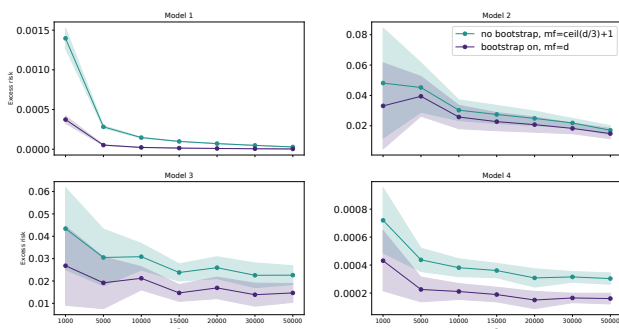 Model 1
Model 2
Excess risk
0.0015
0.0010
0.0005
0.0000
0.08
0.06
0.04
0.02
no bootstrap, mf=ceil(d/3)+1
bootstrap on, mf=d
Model 3
Model 4
Excess risk
0.06
0.05
0.04
0.03
0.02
0.01
0.0008
0.0006
0.0004
0.0002
1000 5000 10000 15000 20000 30000 50000
1000 5000 10000 15000 20000 30000 50000